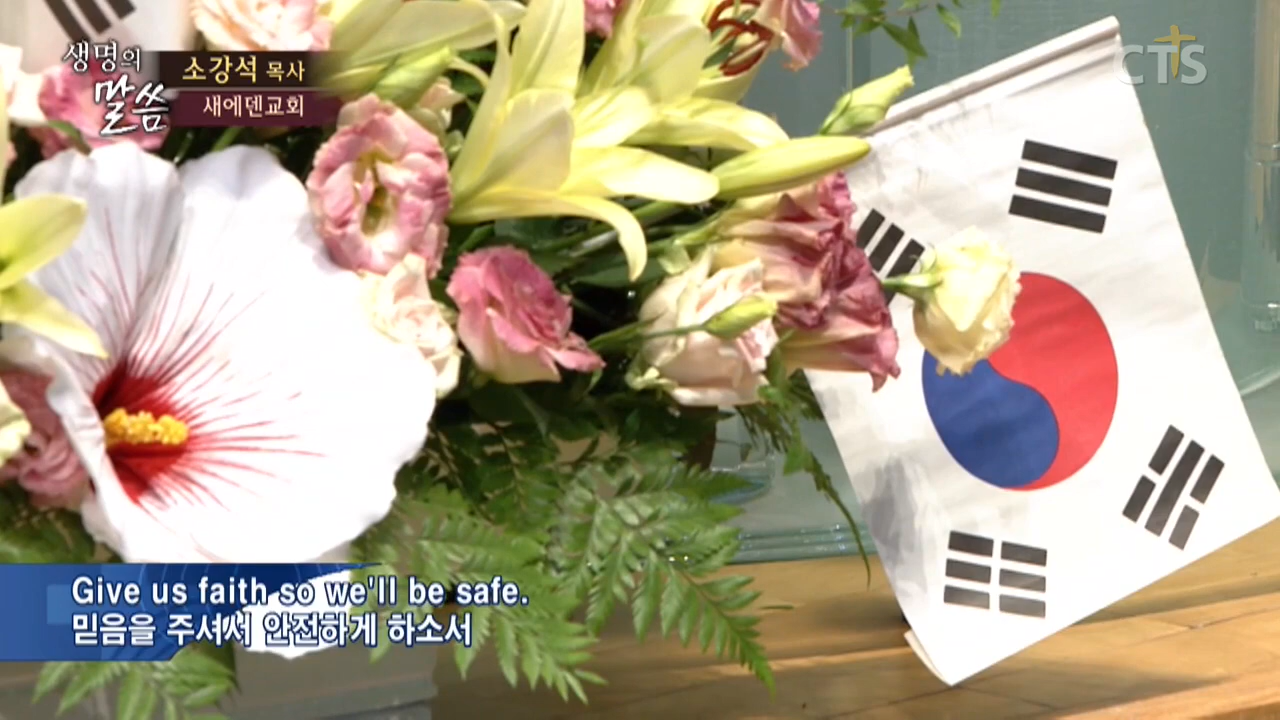 생명의
말씀
소강석 목사
새에덴교회
CTS
Give us faith so we'll be safe.
믿음을 주셔서 안전하게 하소서